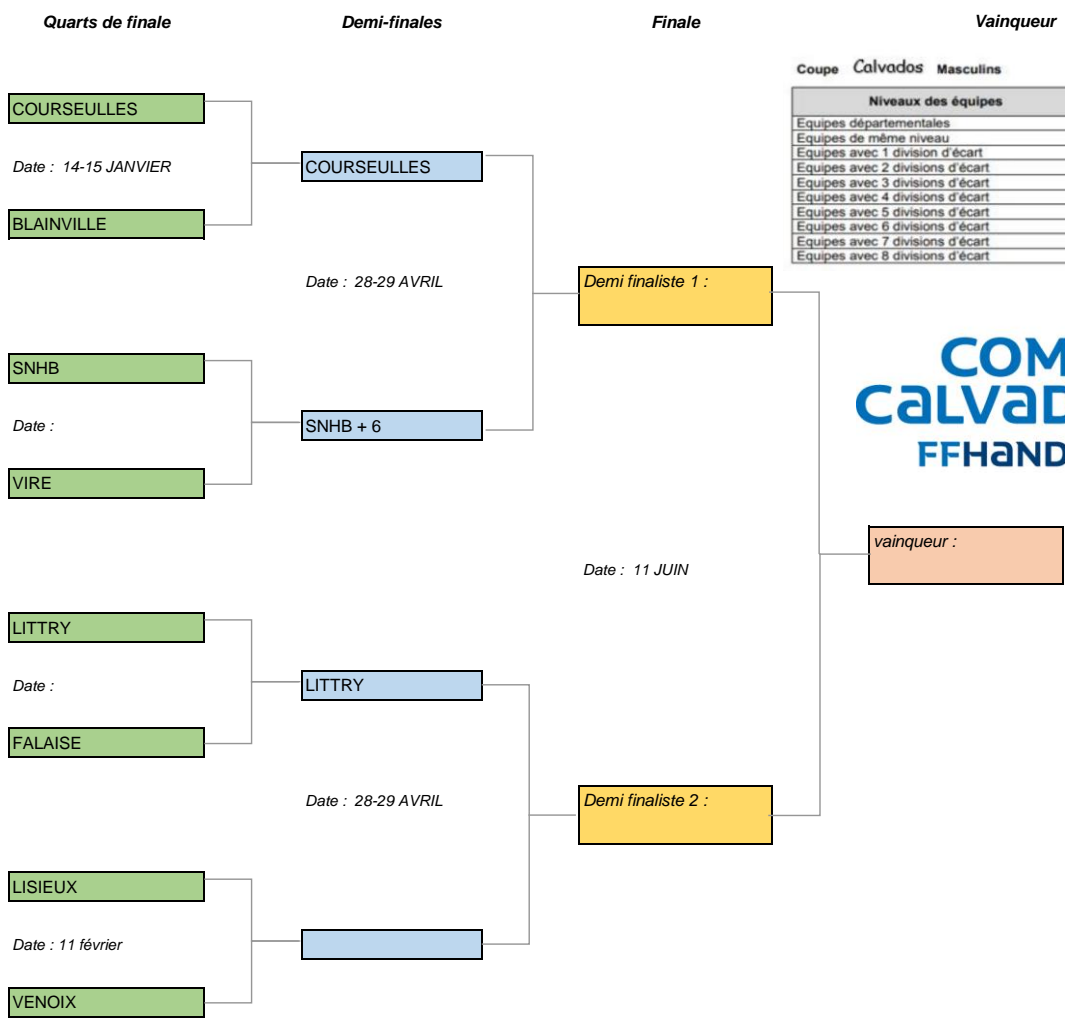 Quarts de finale
Demi-finales
Finale
Vainqueur
Coupe Calvados Masculins
Niveaux des équipes
Equipes départementales
Equipes de même niveau
Equipes avec 1 division d'écart
Equipes avec 2 divisions d'écart
Equipes avec 3 divisions d'écart
Equipes avec 4 divisions d'écart
Equipes avec 5 divisions d'écart
Equipes avec 6 divisions d'écart
Equipes avec 7 divisions d'écart
Equipes avec 8 divisions d'écart
COURSEULLES
Date : 14-15 JANVIER
COURSEULLES
BLAINVILLE
Date : 28-29 AVRIL
Demi finaliste 1 :
SNHB
Date :
SNHB + 6
VIRE
COM
CALVAD
FFHAND
vainqueur :
Date : 11 JUIN
LITTRY
Date :
LITTRY
FALAISE
Date : 28-29 AVRIL
Demi finaliste 2 :
LISIEUX
Date : 11 février
VENOIX